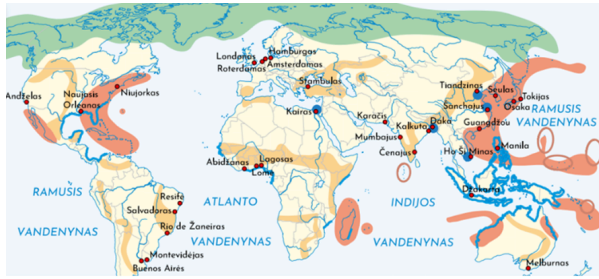 Hamburgas
Londonas
Amsterdamas
Roterdamas
Stambulas
Tiandzinas
Seulas
Tokijas
Andželas
Naujasis
Orleanas
Niujorkas
Osaka
Kairas
Karačis
Šanchajus
RAMUSIS
VANDENYNAS
Kalkuta
Daka
Guangdžou
Mumbajus
Čenajus
Manila
Ho Ši Minas
Abidžanas
Lagosas
Lomė
Džakarta
RAMUSIS
VANDENYNAS
Resifė
Salvadoras
Rio de Žaneiras
ATLANTO
VANDENYNAS
INDIJOS
VANDENYNAS
Montevidėjas
Buenos Airės
Melburnas